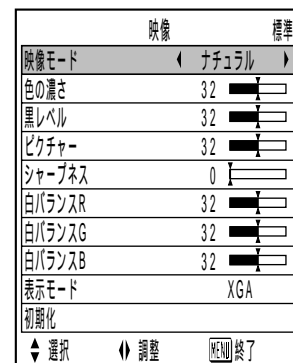 映像 標準
映像モード ナチュラル
色の濃さ 32
黒レベル 32
ピクチャー 32
シャープネス 0
白バランスR 32
白バランスG 32
白バランスB 32
表示モード XGA
初期化
選択 調整 MENU 終了